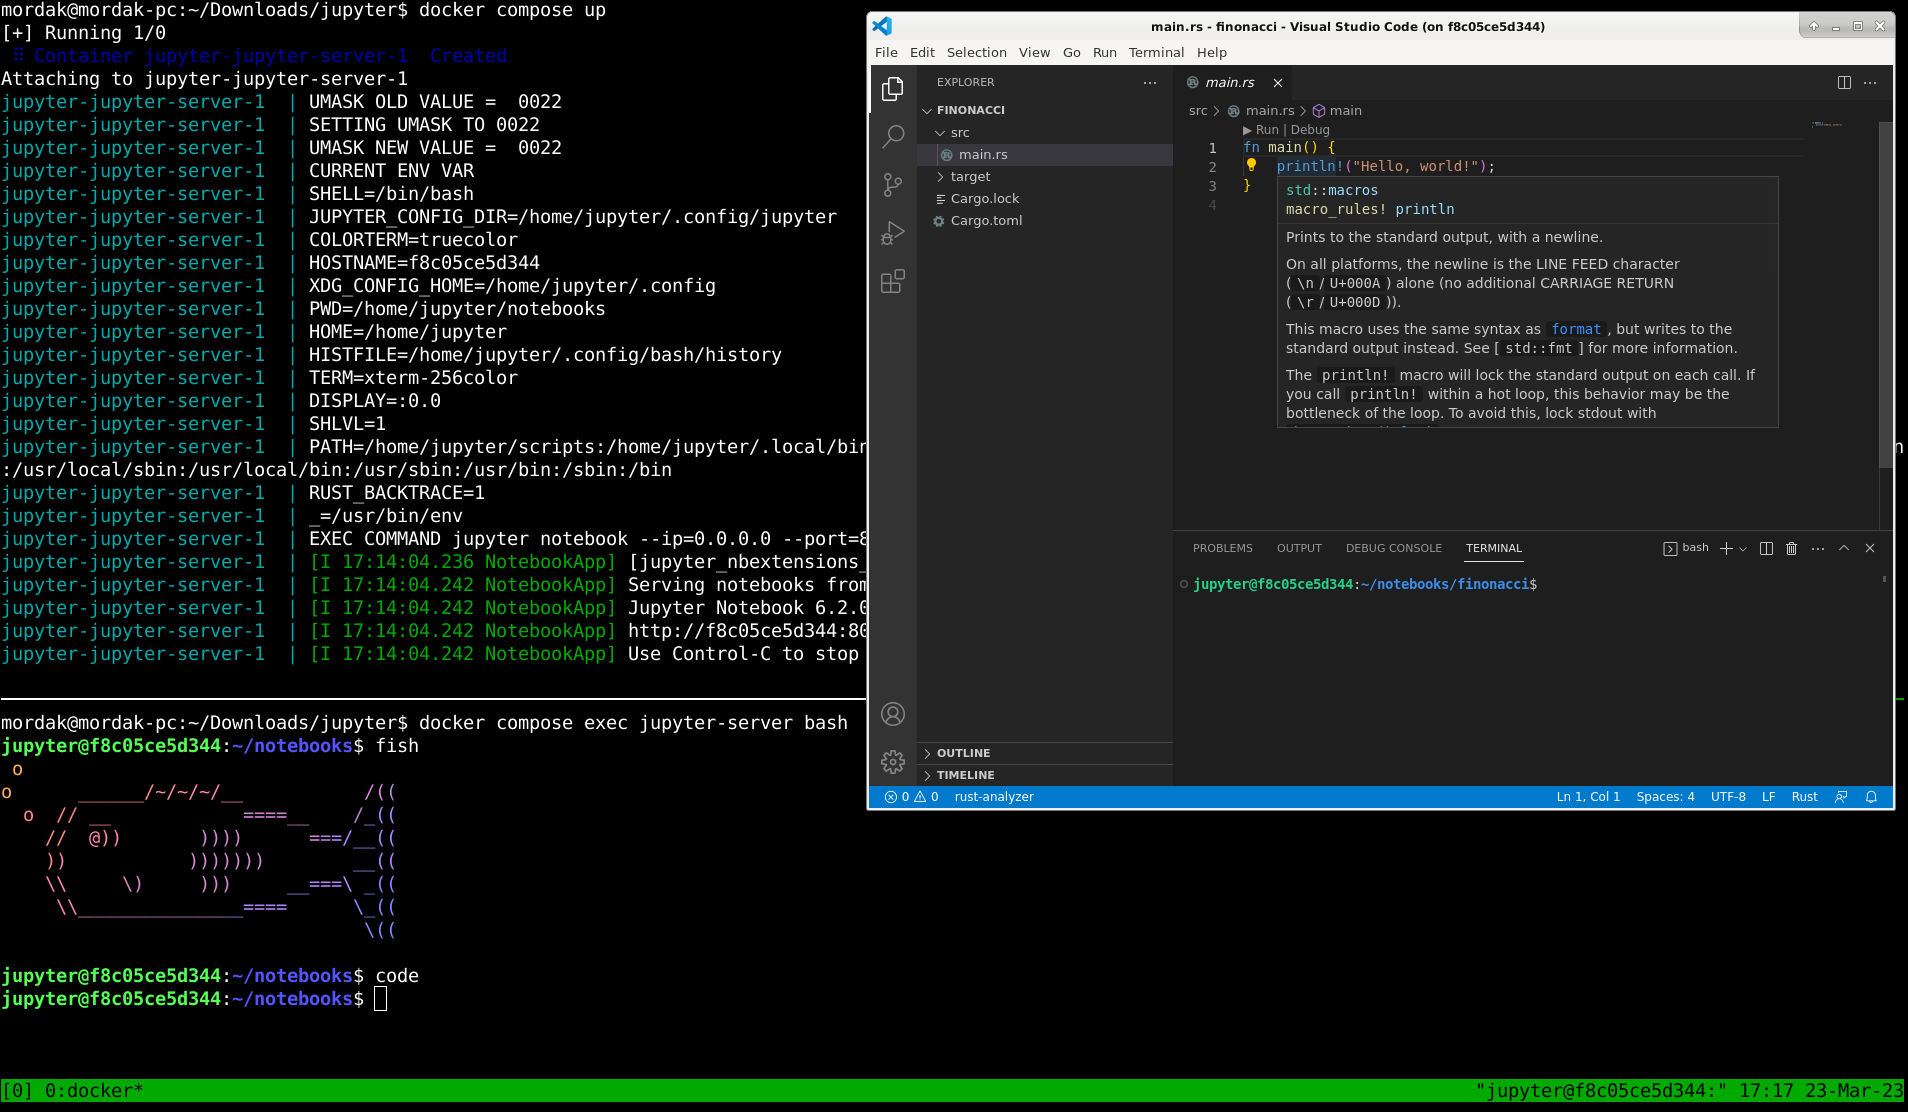 mordak@mordak-pc:~/Downloads/jupyter$ docker compose up
[+] Running 1/0
⠿ Container jupyter-jupyter-server-1  Created
Attaching to jupyter-jupyter-server-1
jupyter-jupyter-server-1  | UMASK OLD VALUE =  0022
jupyter-jupyter-server-1  | SETTING UMASK TO 0022
jupyter-jupyter-server-1  | UMASK NEW VALUE =  0022
jupyter-jupyter-server-1  | CURRENT ENV VAR
jupyter-jupyter-server-1  | SHELL=/bin/bash
jupyter-jupyter-server-1  | JUPYTER_CONFIG_DIR=/home/jupyter/.config/jupyter
jupyter-jupyter-server-1  | COLORTERM=truecolor
jupyter-jupyter-server-1  | HOSTNAME=f8c05ce5d344
jupyter-jupyter-server-1  | XDG_CONFIG_HOME=/home/jupyter/.config
jupyter-jupyter-server-1  | PWD=/home/jupyter/notebooks
jupyter-jupyter-server-1  | HOME=/home/jupyter
jupyter-jupyter-server-1  | HISTFILE=/home/jupyter/.config/bash/history
jupyter-jupyter-server-1  | TERM=xterm-256color
jupyter-jupyter-server-1  | DISPLAY=:0.0
jupyter-jupyter-server-1  | SHLVL=1
jupyter-jupyter-server-1  | PATH=/home/jupyter/scripts:/home/jupyter/.local/bin
n
:/usr/local/sbin:/usr/local/bin:/usr/sbin:/usr/bin:/sbin:/bin
jupyter-jupyter-server-1  | RUST_BACKTRACE=1
jupyter-jupyter-server-1  | _=/usr/bin/env
jupyter-jupyter-server-1  | EXEC COMMAND jupyter notebook --ip=0.0.0.0 --port=8
jupyter-jupyter-server-1  | [I 17:14:04.236 NotebookApp] [jupyter_nbextensions_
jupyter-jupyter-server-1  | [I 17:14:04.242 NotebookApp] Serving notebooks from
jupyter-jupyter-server-1  | [I 17:14:04.242 NotebookApp] Jupyter Notebook 6.2.0
jupyter-jupyter-server-1  | [I 17:14:04.242 NotebookApp] http://f8c05ce5d344:80
jupyter-jupyter-server-1  | [I 17:14:04.242 NotebookApp] Use Control-C to stop
mordak@mordak-pc:~/Downloads/jupyter$ docker compose exec jupyter-server bash
jupyter@f8c05ce5d344:~/notebooks$ fish
 o
o      ______/~/~/~/__           /((
  o  // __            ====__    /_((
    //  @))       ))))      ===/__((
    ))           )))))))        __((
    \\     \)     )))     __===\ _((
     \\_______________====      \_((
                                 \((
jupyter@f8c05ce5d344:~/notebooks$ code
jupyter@f8c05ce5d344:~/notebooks$
[0] 0:docker*
"jupyter@f8c05ce5d344:" 17:17 23-Mar-23
main.rs - finonacci - Visual Studio Code (on f8c05ce5d344)
File Edit Selection View Go Run Terminal Help
EXPLORER
FINONACCI
src
main.rs
target
Cargo.lock
Cargo.toml
OUTLINE
TIMELINE
main.rs
src > main.rs > main
Run | Debug
1 fn main() {
2     println!("Hello, world!");
3 }
4
std::macros
macro_rules! println
Prints to the standard output, with a newline.
On all platforms, the newline is the LINE FEED character
( \n / U+000A ) alone (no additional CARRIAGE RETURN
( \r / U+000D )).
This macro uses the same syntax as format , but writes to the
standard output instead. See [ std::fmt ] for more information.
The println! macro will lock the standard output on each call. If
you call println! within a hot loop, this behavior may be the
bottleneck of the loop. To avoid this, lock stdout with
PROBLEMS OUTPUT DEBUG CONSOLE TERMINAL
bash
jupyter@f8c05ce5d344:~/notebooks/finonacci$
0 0 rust-analyzer
Ln 1, Col 1 Spaces: 4 UTF-8 LF Rust